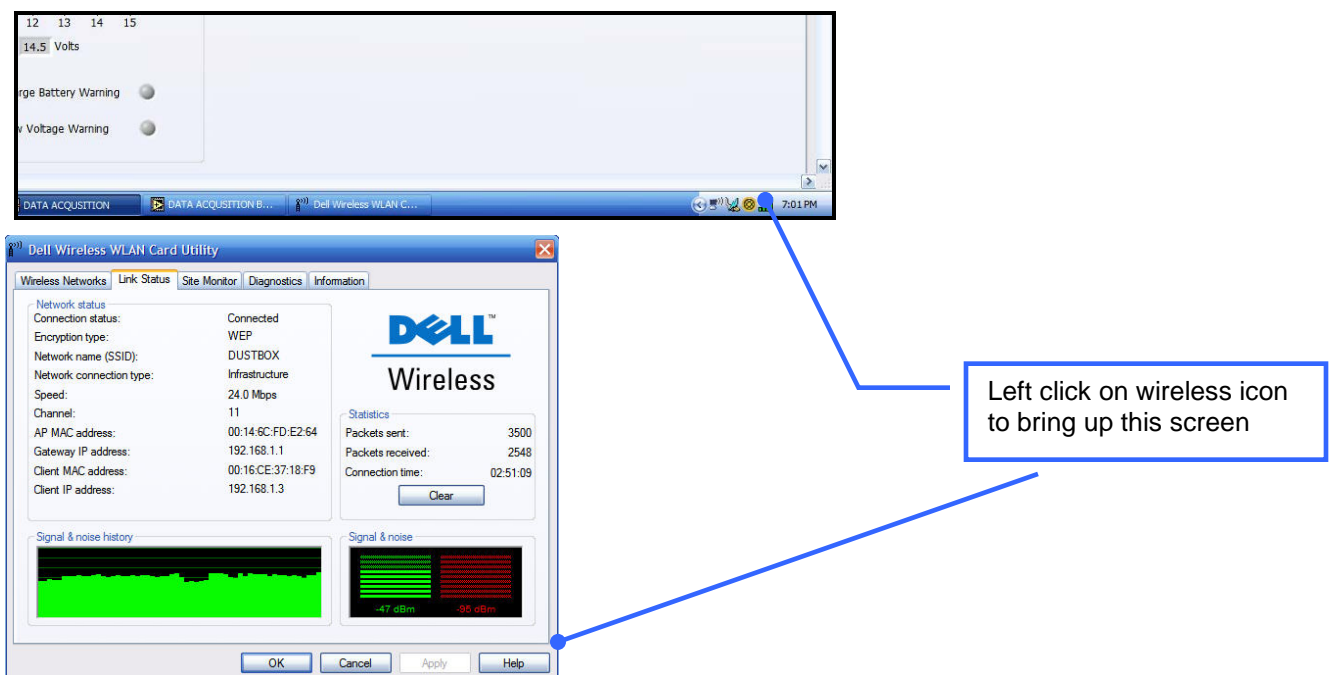 12 13 14 15
14.5 Volts
rge Battery Warning
w Voltage Warning
DATA ACQUSITION
DATA ACQUSITION B...
Dell Wireless WLAN C...
7:01 PM
Dell Wireless WLAN Card Utility
Wireless Networks Link Status Site Monitor Diagnostics Information
Network status
Connection status: Connected
Encryption type: WEP
Network name (SSID): DUSTBOX
Network connection type: Infrastructure
Speed: 24.0 Mbps
Channel: 11
AP MAC address: 00:14:6C:FD:E2:64
Gateway IP address: 192.168.1.1
Client MAC address: 00:16:CE:37:18:F9
Client IP address: 192.168.1.3
DELL™
Wireless
Statistics
Packets sent: 3500
Packets received: 2548
Connection time: 02:51:09
Clear
Signal & noise history
Signal & noise
-47 dBm -96 dBm
OK Cancel Apply Help
Left click on wireless icon
to bring up this screen